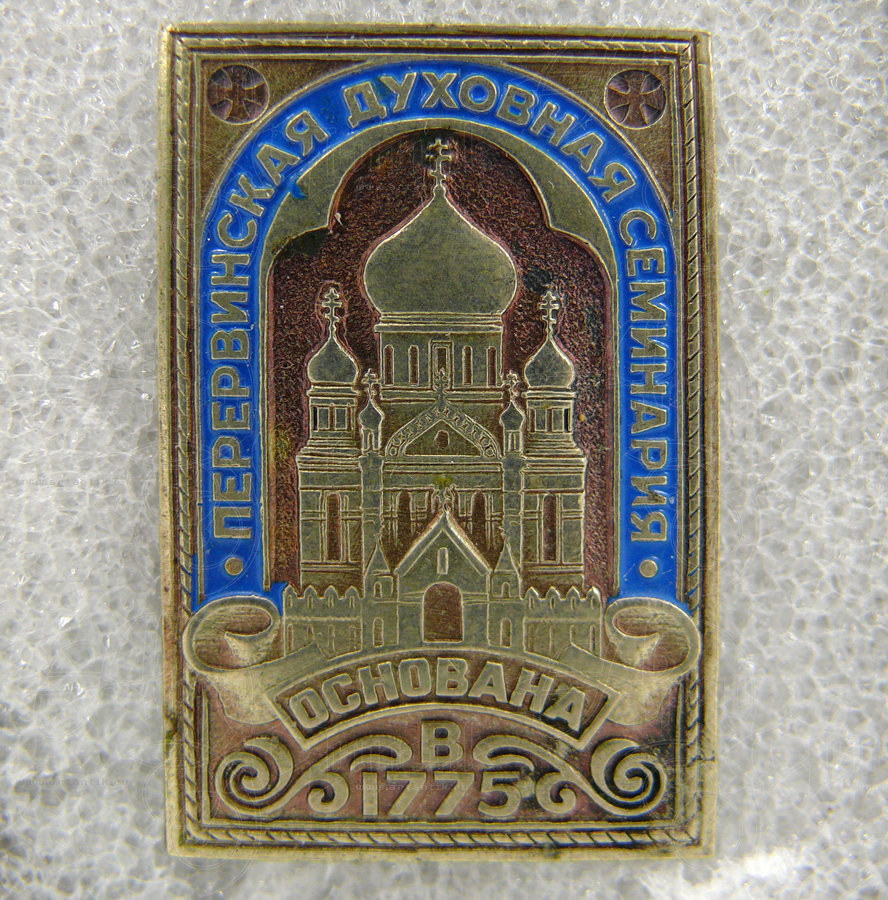 ПЕРЕРВИНСКАЯ ДУХОВНАЯ СЕМИНАРИЯ
ОСНОВАНА
В
1775